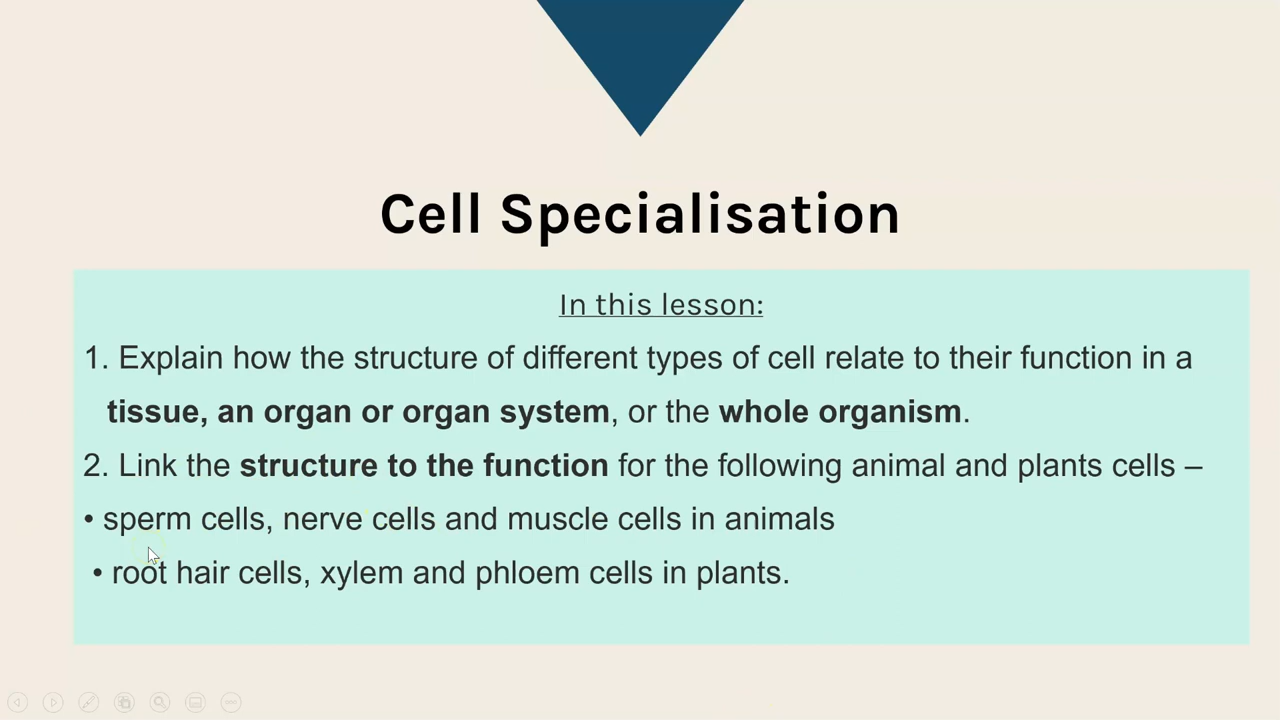 Cell Specialisation
In this lesson:
1. Explain how the structure of different types of cell relate to their function in a
tissue, an organ or organ system, or the whole organism.
2. Link the structure to the function for the following animal and plants cells –
• sperm cells, nerve cells and muscle cells in animals
• root hair cells, xylem and phloem cells in plants.